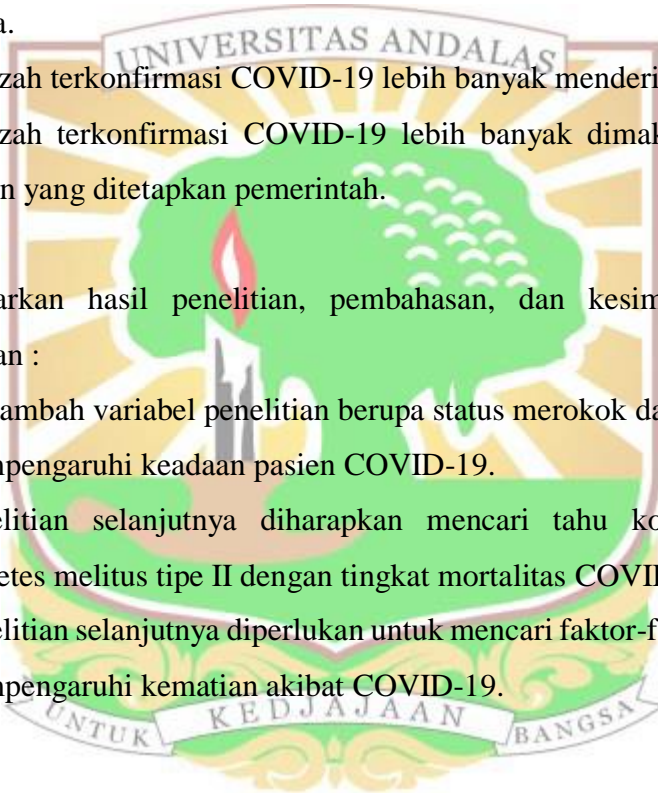 a.
UNIVERSITAS ANDALAS
zah terkonfirmasi COVID-19 lebih banyak menderi
zah terkonfirmasi COVID-19 lebih banyak dimak
n yang ditetapkan pemerintah.
arkan hasil penelitian, pembahasan, dan kesim
an :
ambah variabel penelitian berupa status merokok da
npengaruhi keadaan pasien COVID-19.
elitian selanjutnya diharapkan mencari tahu ko
etes melitus tipe II dengan tingkat mortalitas COVI
elitian selanjutnya diperlukan untuk mencari faktor-f
npengaruhi kematian akibat COVID-19.
UNTUK KEDJAJAAN BANGSA